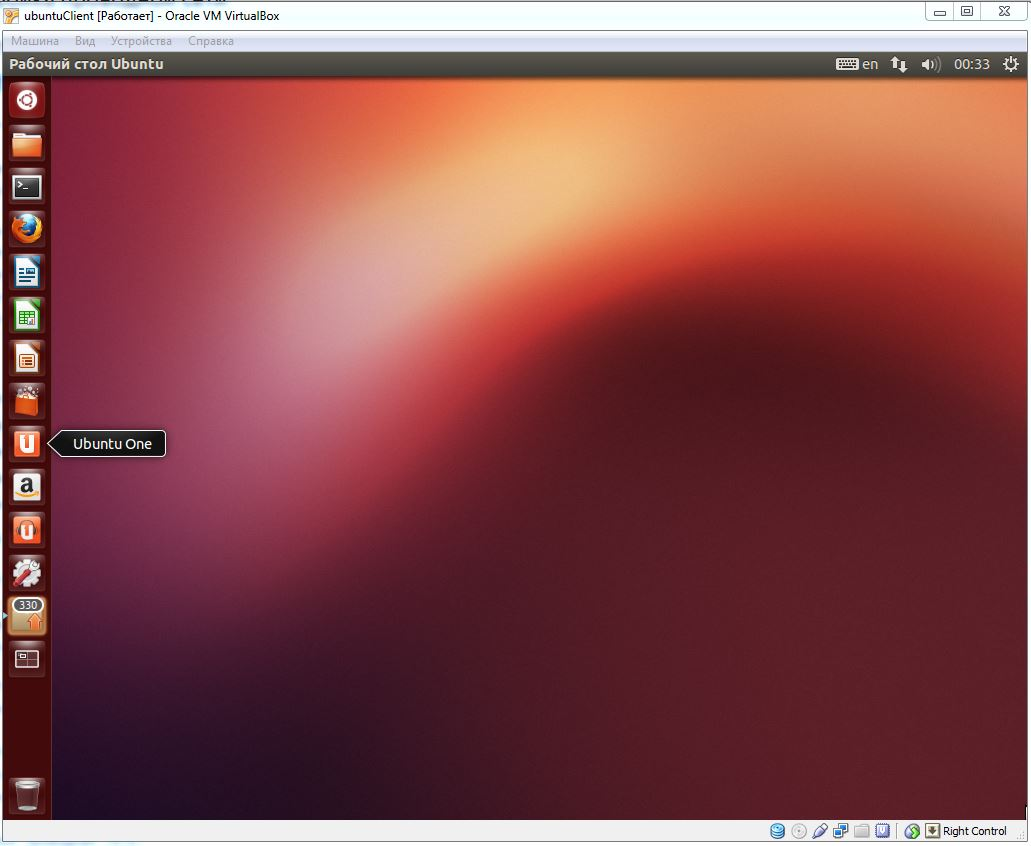 ubuntuClient [Работает] - Oracle VM VirtualBox
Машина Вид Устройства Справка
Рабочий стол Ubuntu
en
00:33
Ubuntu One
a
330
Right Control